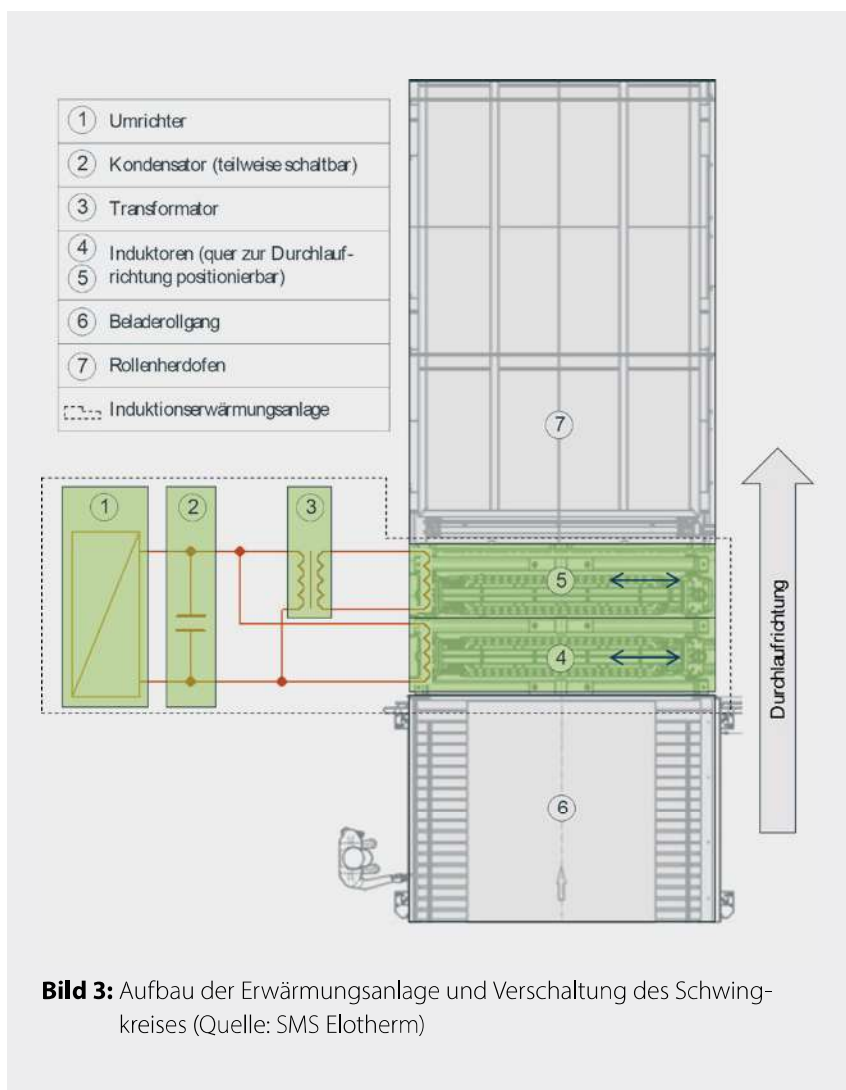 1 Umrichter
2 Kondensator (teilweise schaltbar)
3 Transformator
4 Induktoren (quer zur Durchlauf-
5 richtung positionierbar)
6 Beladerollgang
7 Rollenherdofen
Induktionserwärmungsanlage
7
1
2
3
5
4
6
Durchlaufrichtung
Bild 3: Aufbau der Erwärmungsanlage und Verschaltung des Schwing-
kreises (Quelle: SMS Elotherm)